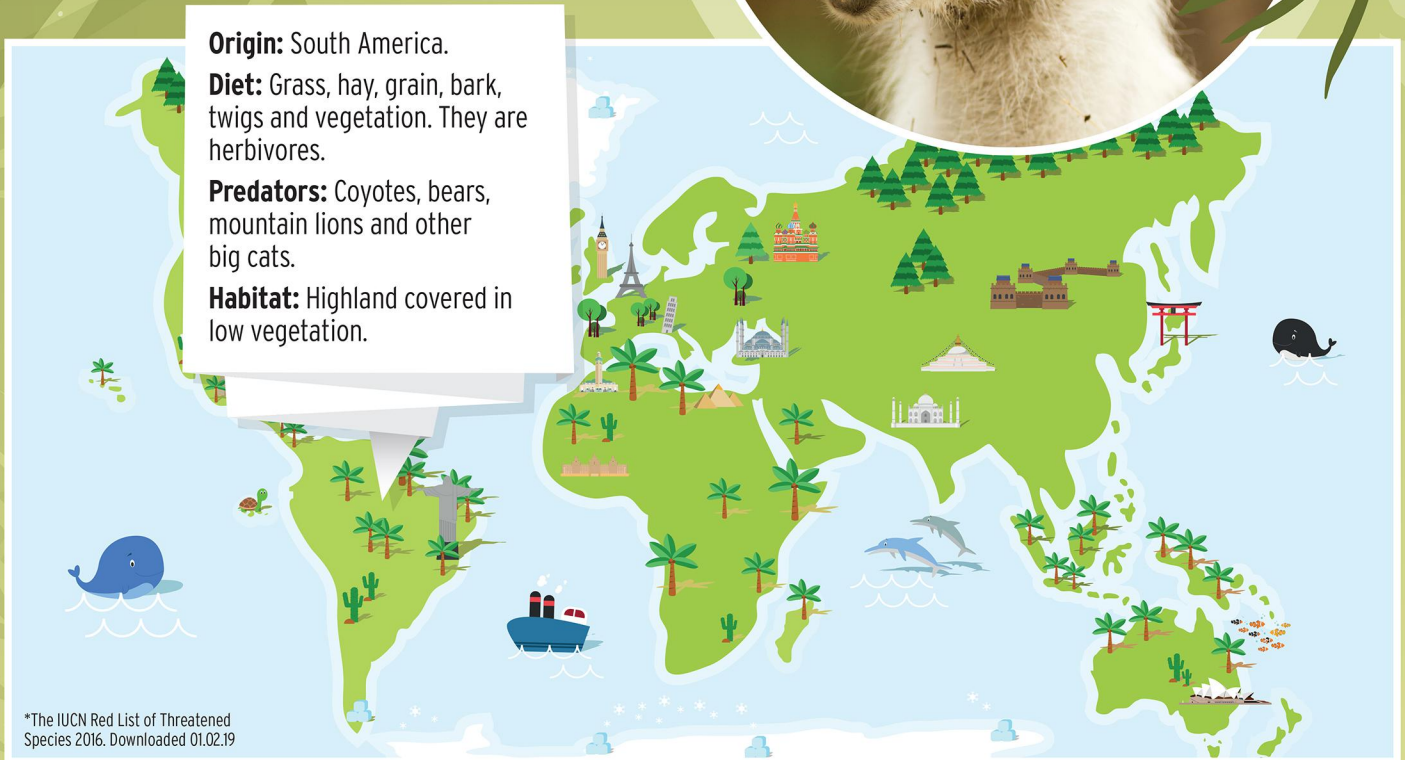 Origin: South America.
Diet: Grass, hay, grain, bark,
twigs and vegetation. They are
herbivores.
Predators: Coyotes, bears,
mountain lions and other
big cats.
Habitat: Highland covered in
low vegetation.
*The IUCN Red List of Threatened
Species 2016. Downloaded 01.02.19